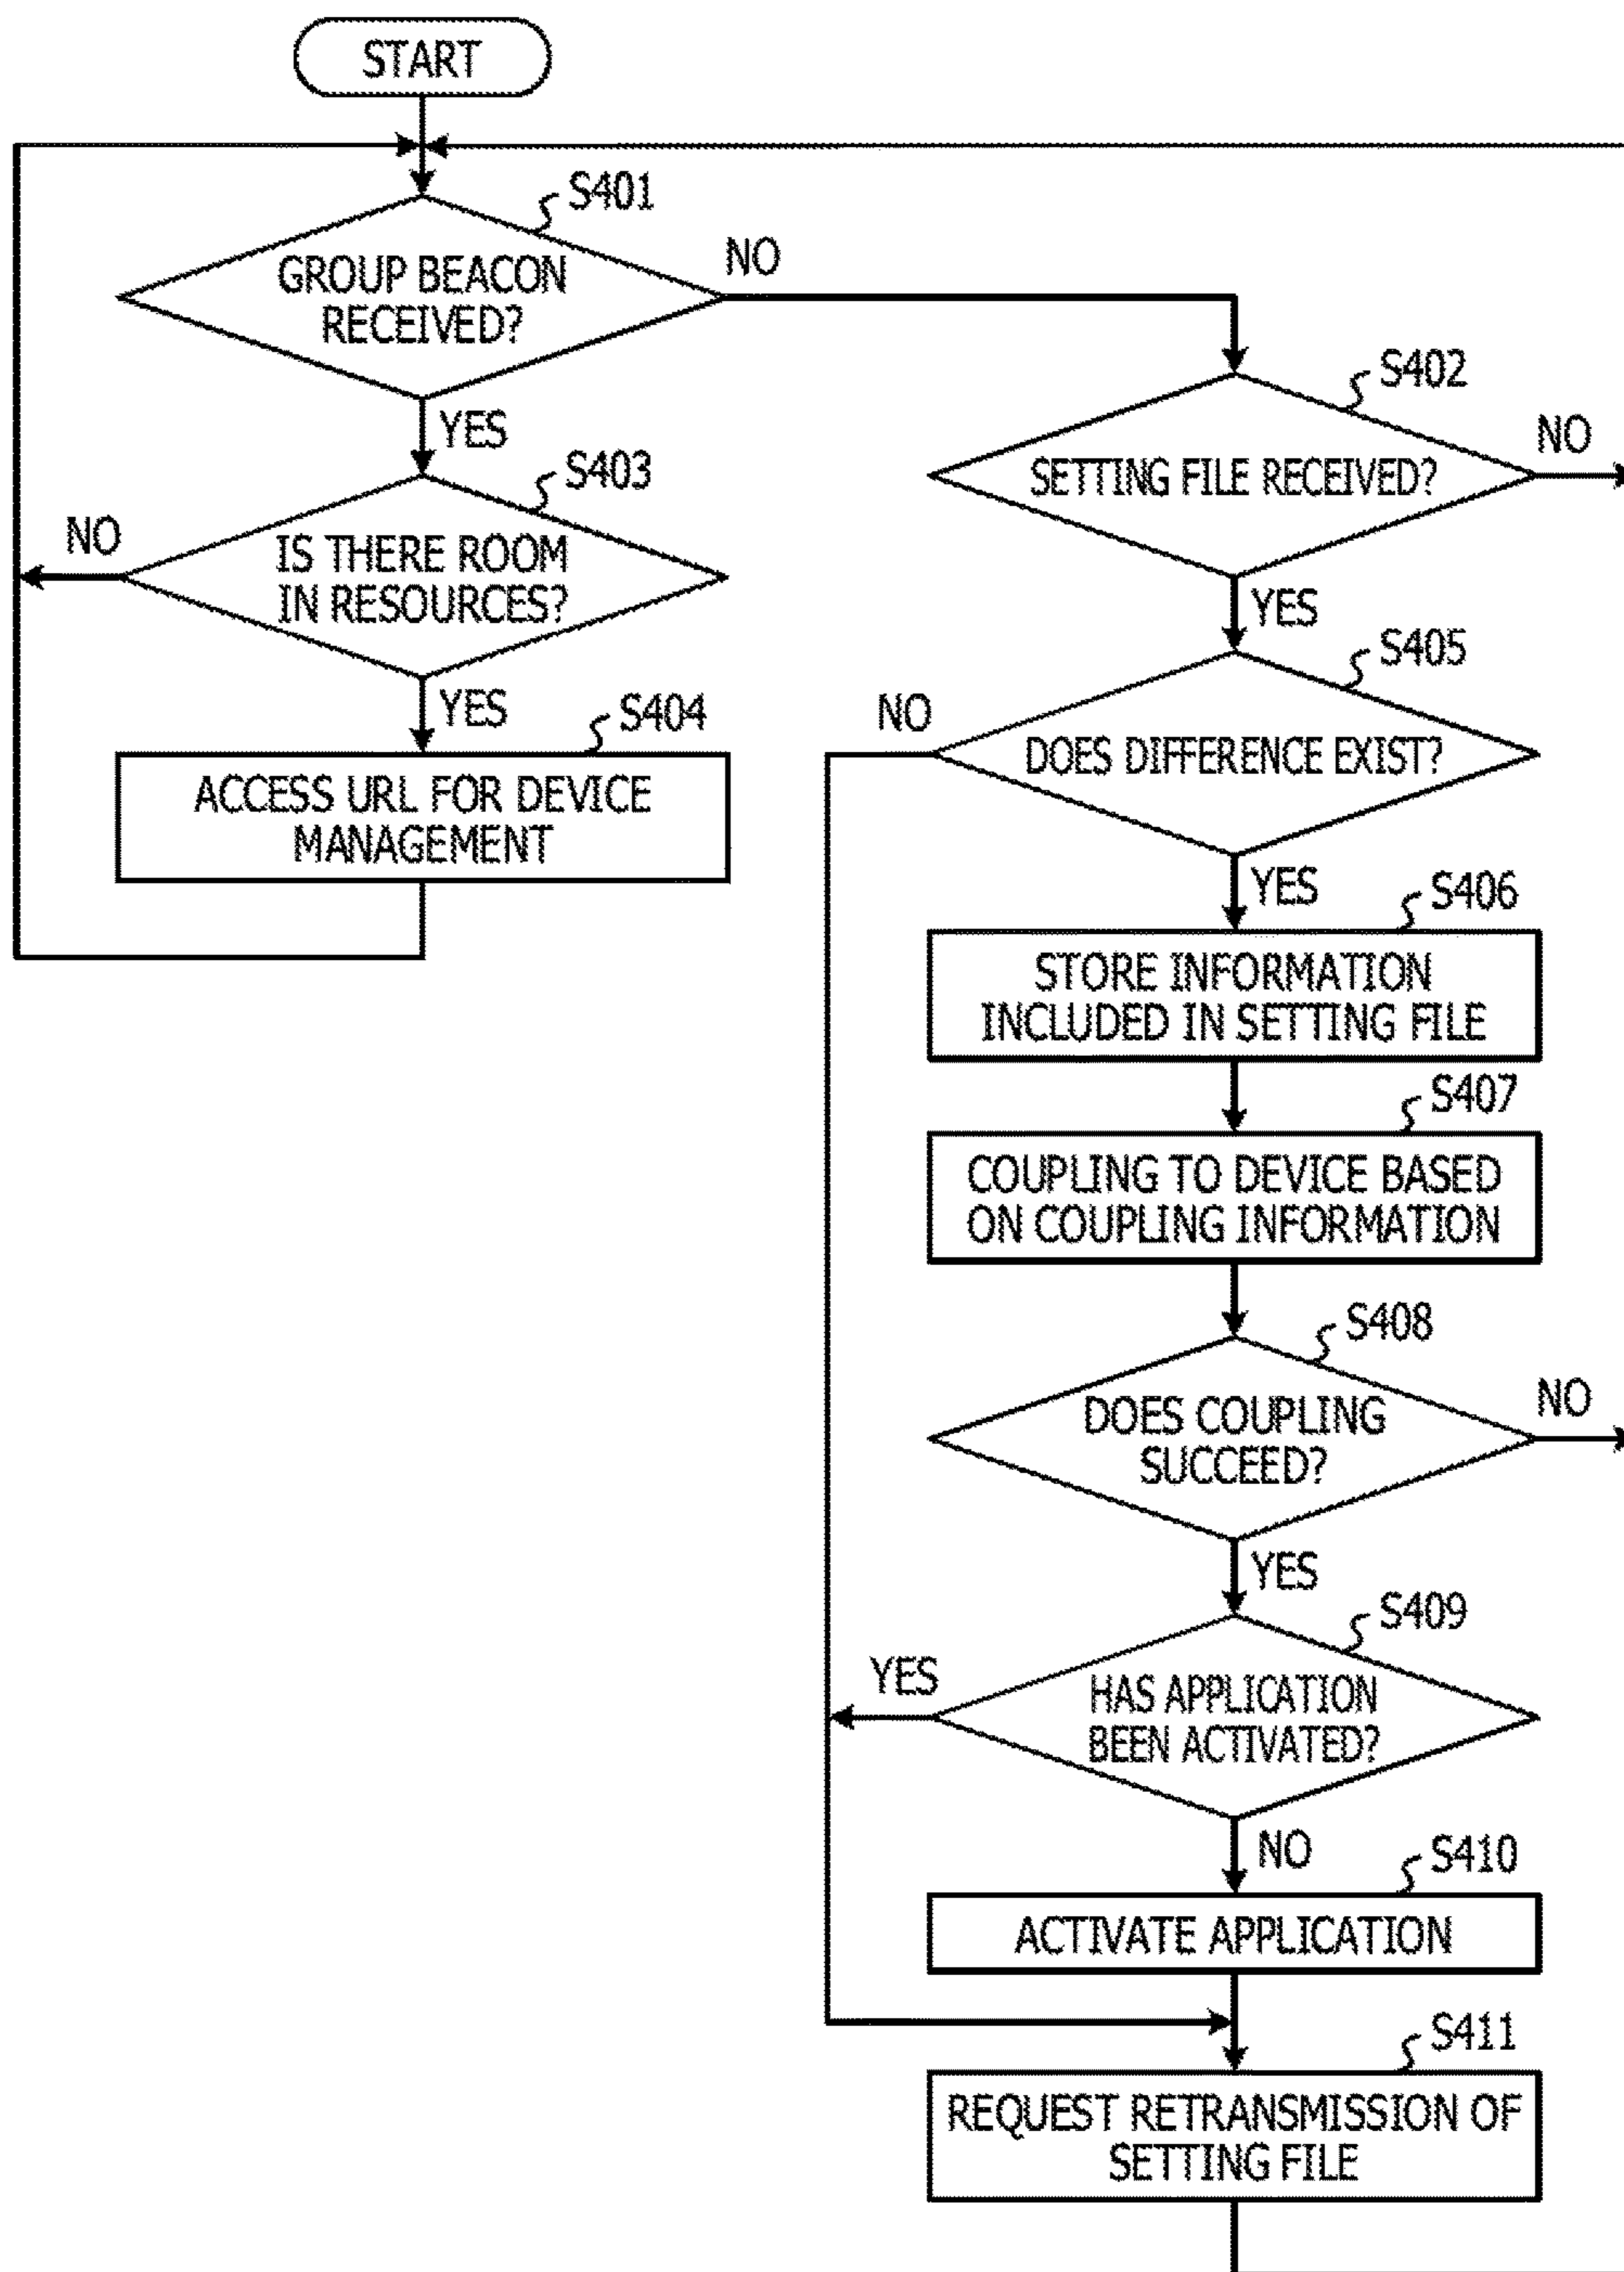 START
S401
GROUP BEACON
RECEIVED?
NO
YES
S402
SETTING FILE RECEIVED?
NO
YES
S403
IS THERE ROOM
IN RESOURCES?
NO
YES
S404
ACCESS URL FOR DEVICE
MANAGEMENT
S405
DOES DIFFERENCE EXIST?
NO
YES
S406
STORE INFORMATION
INCLUDED IN SETTING FILE
S407
COUPLING TO DEVICE BASED
ON COUPLING INFORMATION
S408
DOES COUPLING
SUCCEED?
NO
YES
S409
HAS APPLICATION
BEEN ACTIVATED?
YES
NO
S410
ACTIVATE APPLICATION
S411
REQUEST RETRANSMISSION OF
SETTING FILE